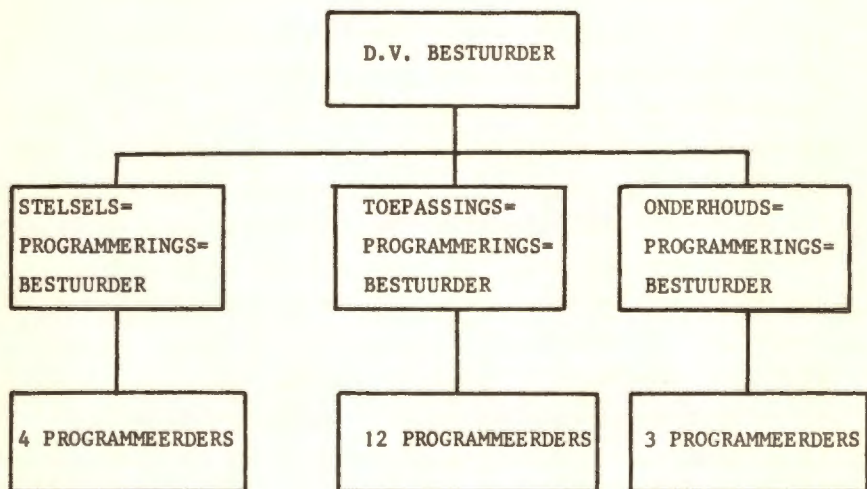 D.V. BESTUURDER
STELSELS=
PROGRAMMERINGS=
BESTUURDER
TOEPASSINGS=
PROGRAMMERINGS=
BESTUURDER
ONDERHOUDS=
PROGRAMMERINGS=
BESTUURDER
4 PROGRAMMEERDERS
12 PROGRAMMEERDERS
3 PROGRAMMEERDERS